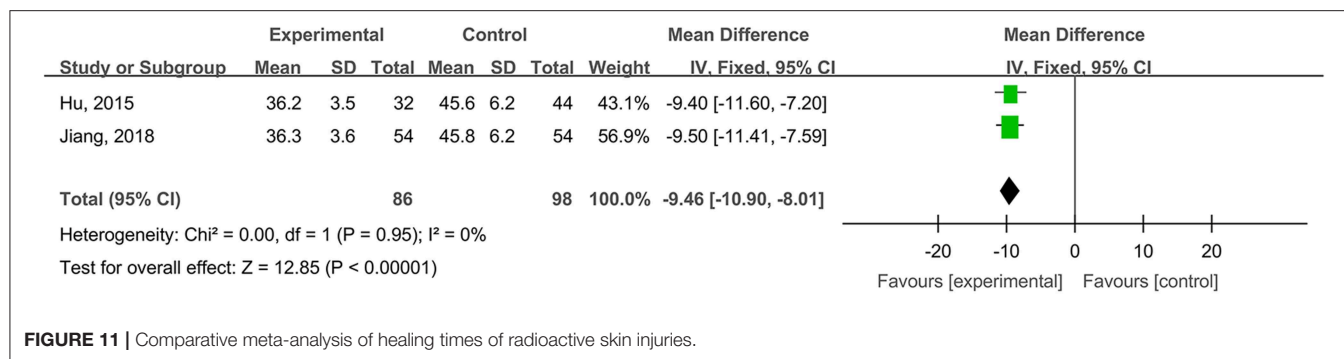 Experimental Control Mean Difference Mean Difference
Study or Subgroup Mean SD Total Mean SD Total Weight IV, Fixed, 95% CI IV, Fixed, 95% CI
Hu, 2015 36.2 3.5 32 45.6 6.2 44 43.1% -9.40 [-11.60, -7.20]
Jiang, 2018 36.3 3.6 54 45.8 6.2 54 56.9% -9.50 [-11.41, -7.59]
Total (95% CI) 86 98 100.0% -9.46 [-10.90, -8.01]
Heterogeneity: Chi² = 0.00, df = 1 (P = 0.95); I² = 0%
Test for overall effect: Z = 12.85 (P < 0.00001)
-20 -10 0 10 20
Favours [experimental] Favours [control]
FIGURE 11 | Comparative meta-analysis of healing times of radioactive skin injuries.